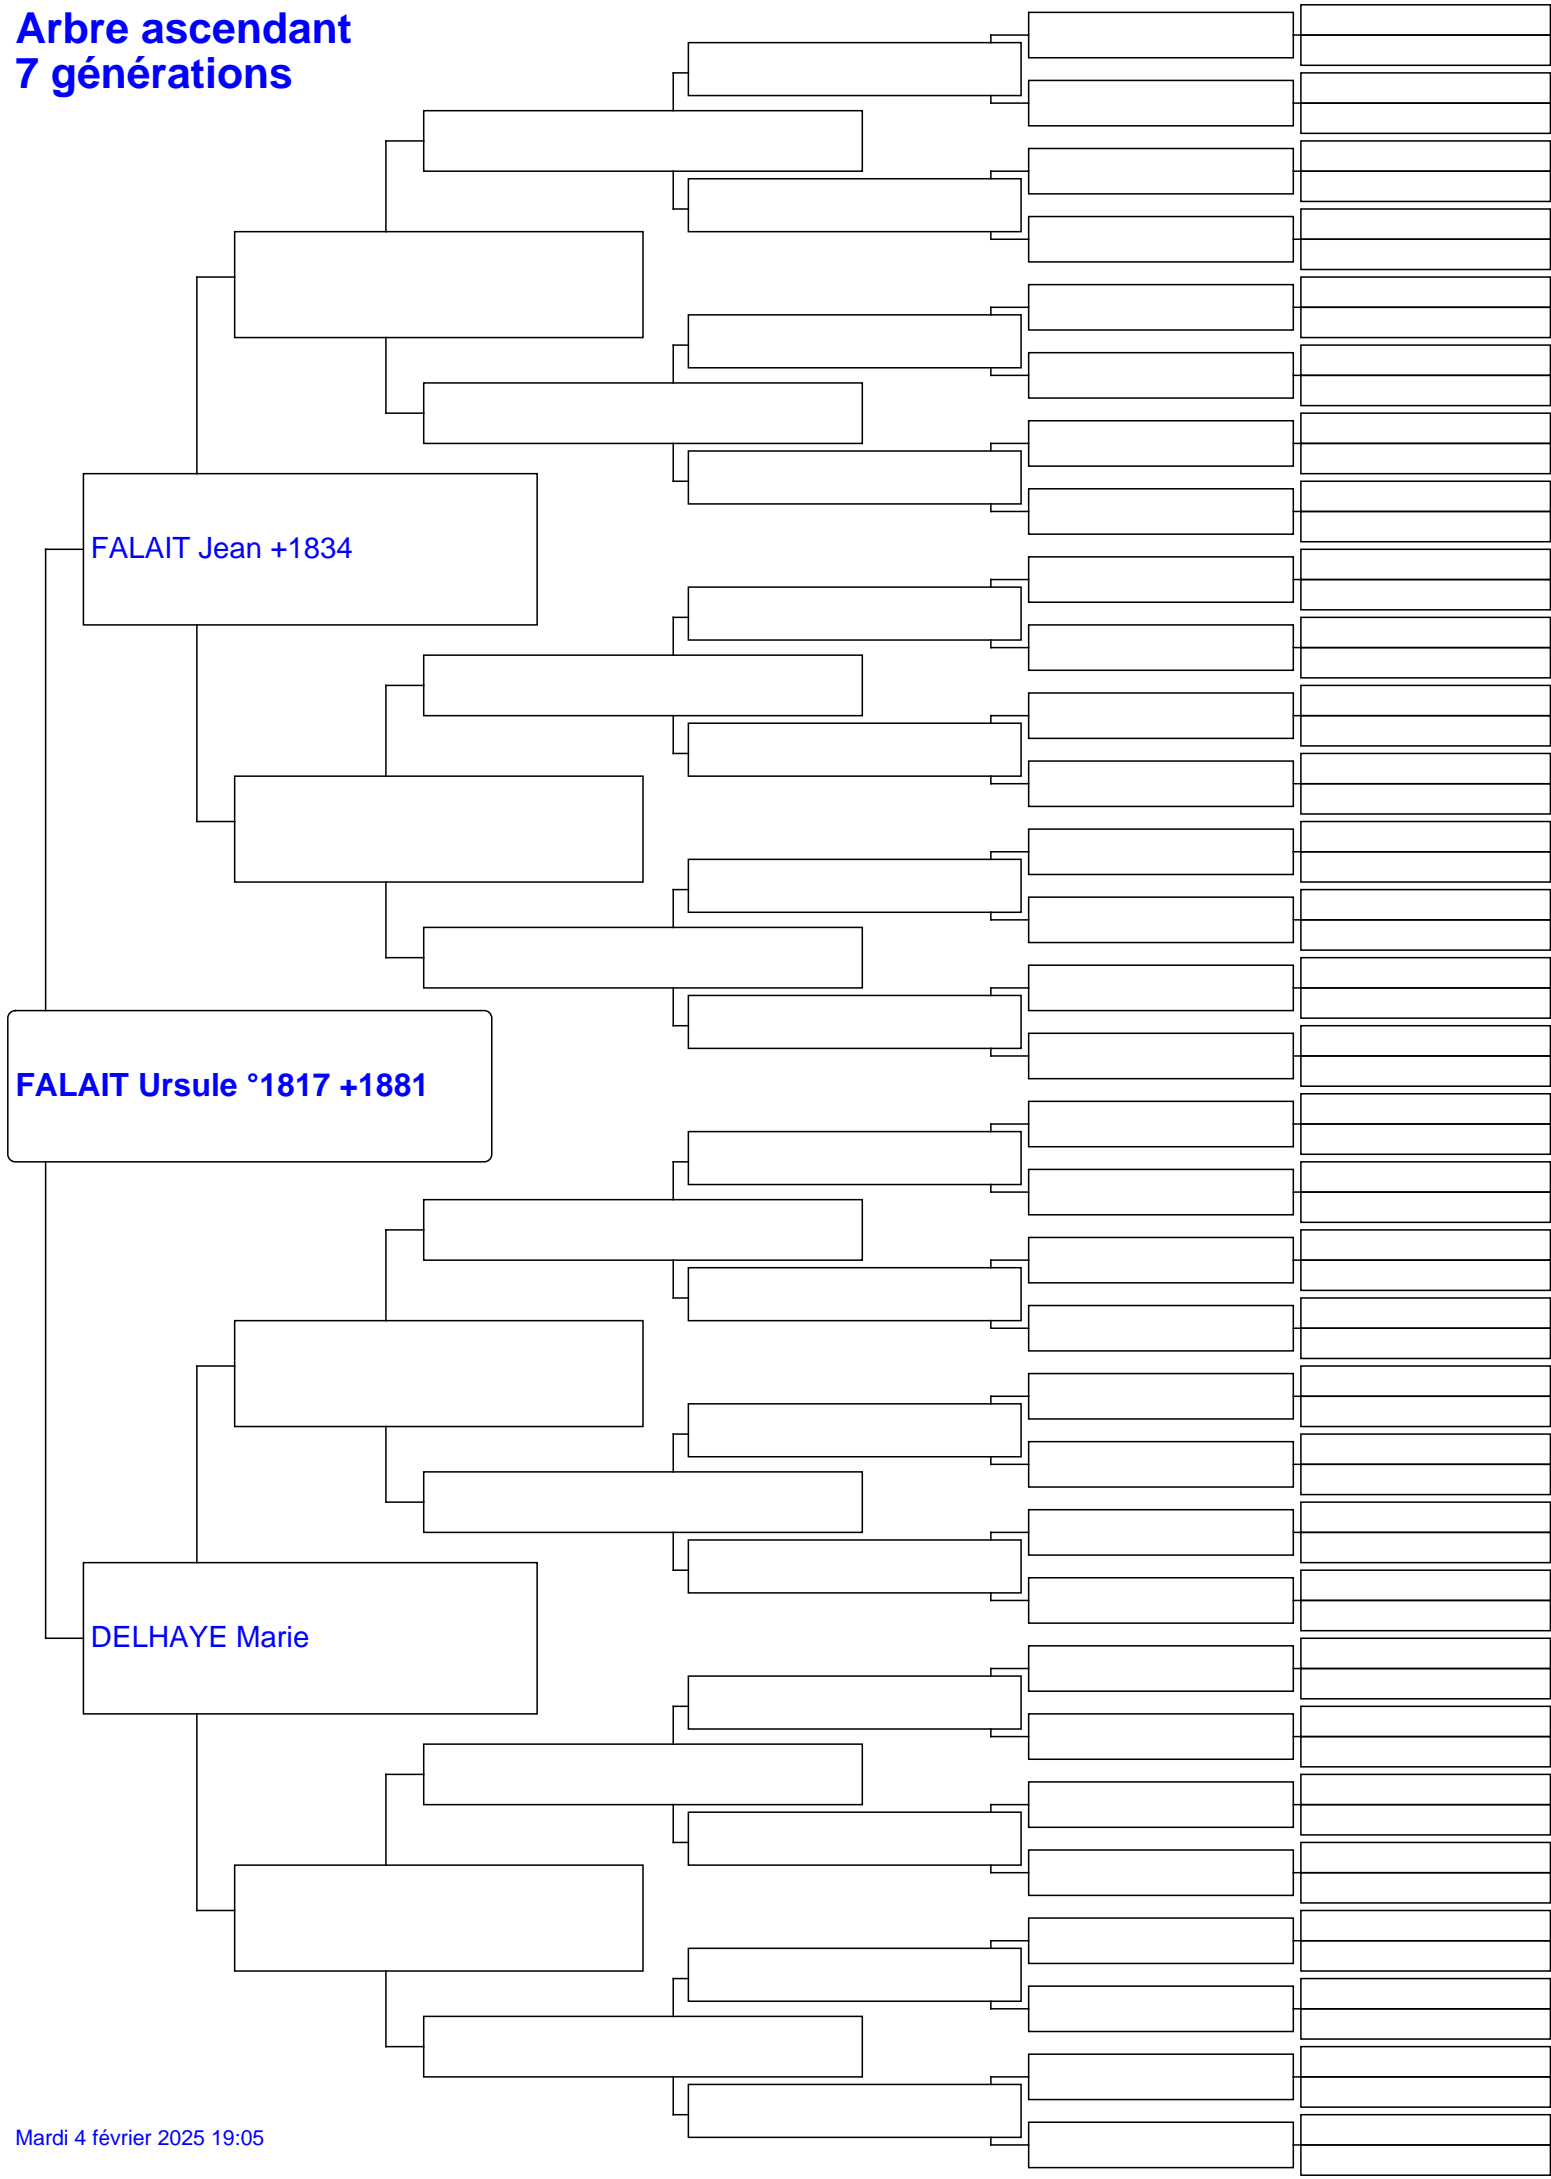 Arbre ascendant
7 générations
FALAIT Jean +1834
FALAIT Ursule °1817 +1881
DELHAYE Marie
Mardi 4 février 2025 19:05